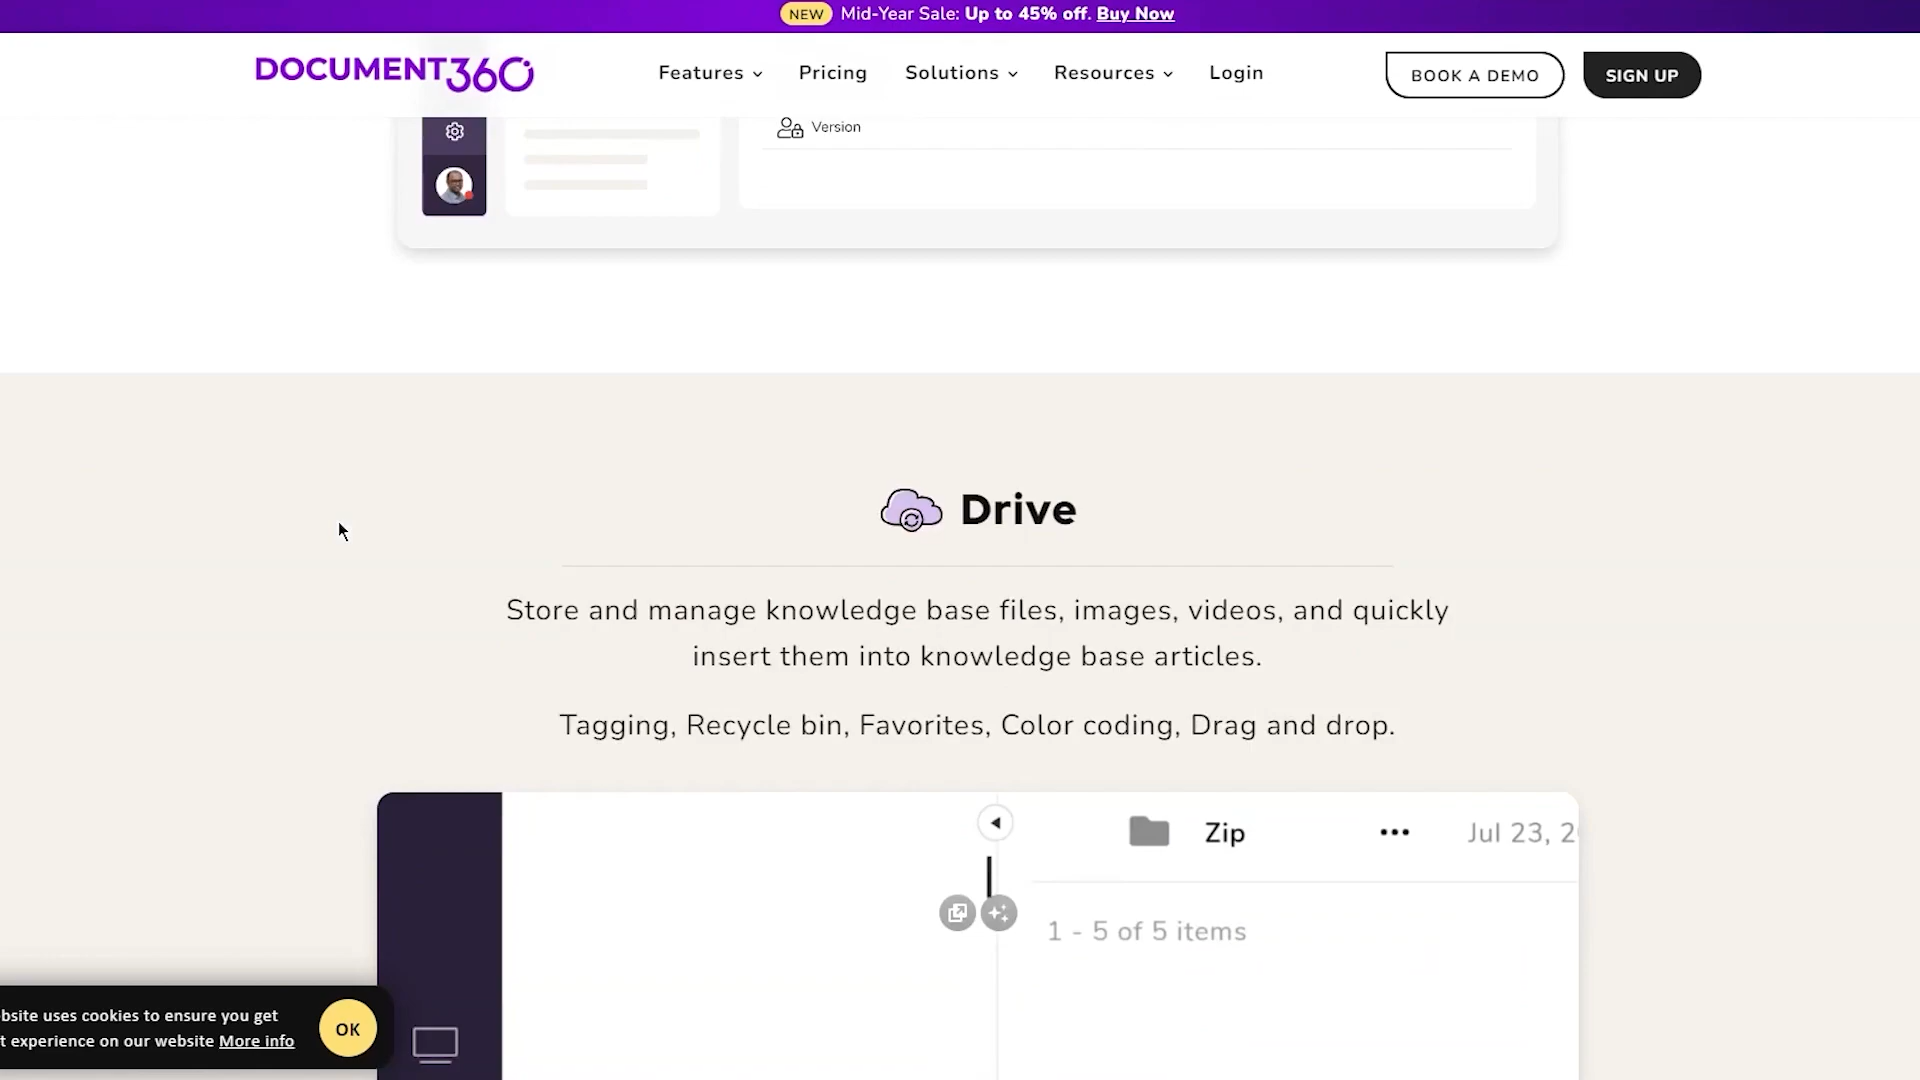 NEW Mid-Year Sale: Up to 45% off. Buy Now
DOCUMENT360 Features Pricing Solutions Resources Login BOOK A DEMO SIGN UP
Version
Drive
Store and manage knowledge base files, images, videos, and quickly
insert them into knowledge base articles.
Tagging, Recycle bin, Favorites, Color coding, Drag and drop.
Zip ••• Jul 23, 2
1 - 5 of 5 items
bsite uses cookies to ensure you get
t experience on our website More info
OK